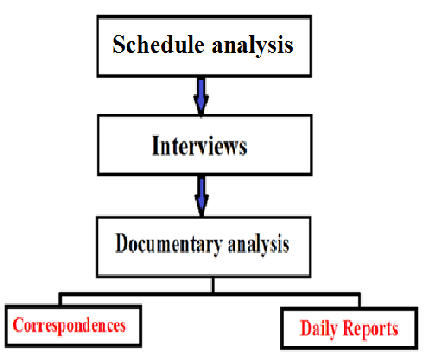 Schedule analysis
Interviews
Documentary analysis
Correspondences
Daily Reports